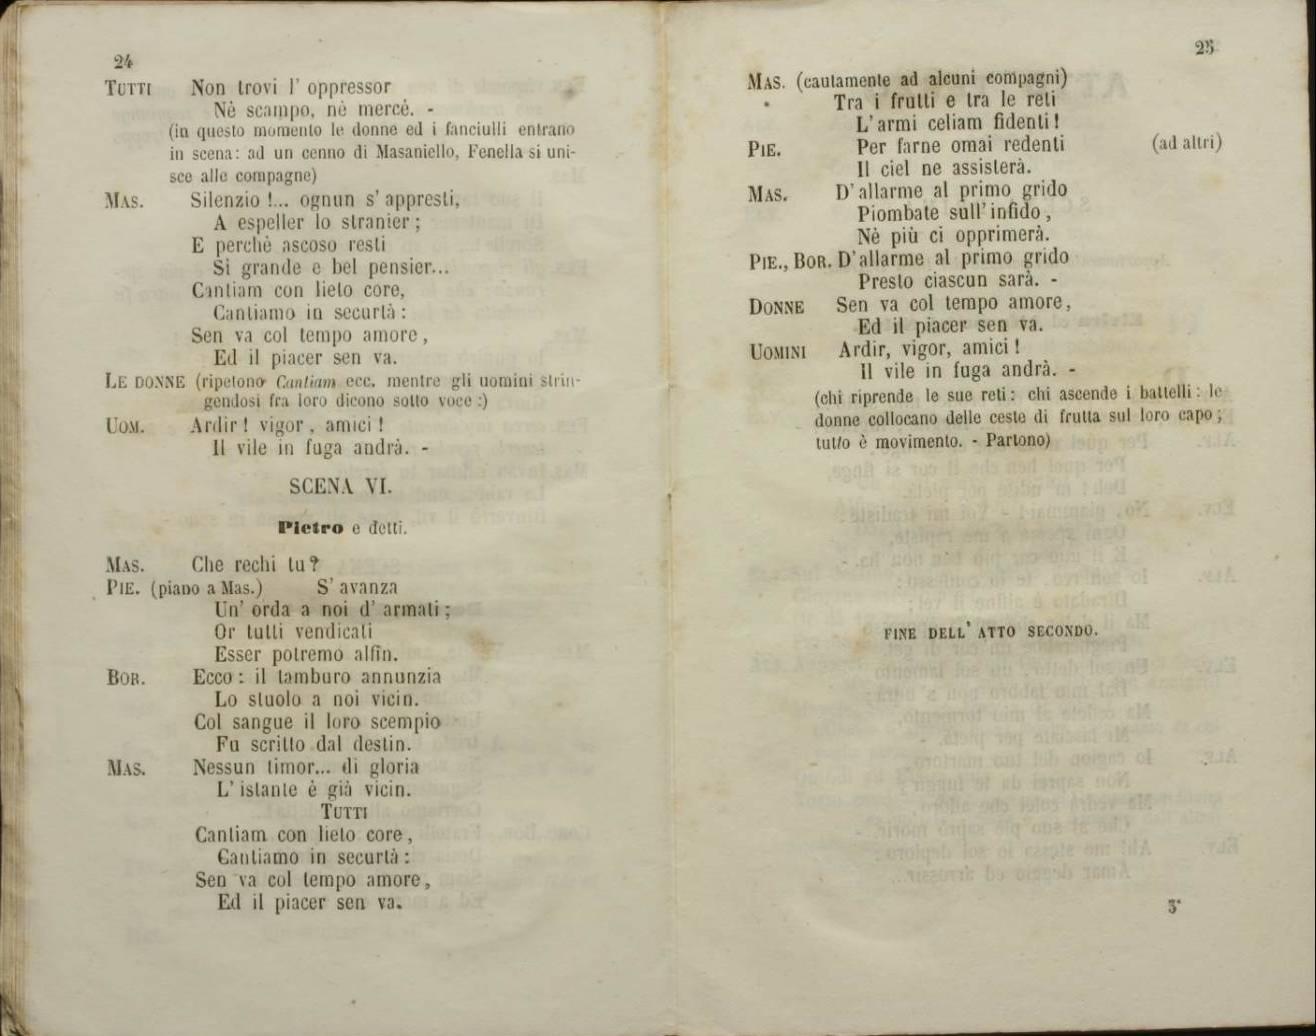 24
TUTTI Non trovi l' oppressor
Nè scampo, nè mercé. -
(in questo momento le donne ed i fanciulli entrano
in scena: ad un cenno di Masaniello, Fenella si uni-
sce alle compagne)
MAS. Silenzio !... ognun s' appresti,
A espeller lo stranier ;
E perchè ascoso resti
Sì grande e bel pensier...
Cantiam con lieto core,
Cantiamo in securtà :
Sen va col tempo amore ,
Ed il piacer sen va.
LE DONNE (ripetono Cantiam ecc. mentre gli uomini strin-
gendosi fra loro dicono sotto voce :)
UOM. Ardir ! vigor , amici !
Il vile in fuga andrà. -
SCENA VI.
Pietro e detti.
MAS. Che rechi tu ?
PIE. (piano a Mas.) S' avanza
Un' orda a noi d' armati ;
Or tutti vendicati
Esser potremo alfin.
BOR. Ecco : il tamburo annunzia
Lo stuolo a noi vicin.
Col sangue il loro scempio
Fu scritto dal destin.
MAS. Nessun timor... di gloria
L' istante è già vicin.
TUTTI
Cantiam con lieto core ,
Cantiamo in securtà :
Sen va col tempo amore ,
Ed il piacer sen va.
25
MAS. (cautamente ad alcuni compagni)
Tra i frutti e tra le reti
L' armi celiam fidenti !
PIE. Per farne omai redenti (ad altri)
Il ciel ne assisterà.
MAS. D' allarme al primo grido
Piombate sull' infido ,
Nè più ci opprimerà.
PIE., BOR. D' allarme al primo grido
Presto ciascun sarà. -
DONNE Sen va col tempo amore ,
Ed il piacer sen va.
UOMINI Ardir, vigor, amici !
Il vile in fuga andrà. -
(chi riprende le sue reti : chi ascende i battelli : le
donne collocano delle ceste di frutta sul loro capo ;
tutto è movimento. - Partono)
FINE DELL' ATTO SECONDO.
3*